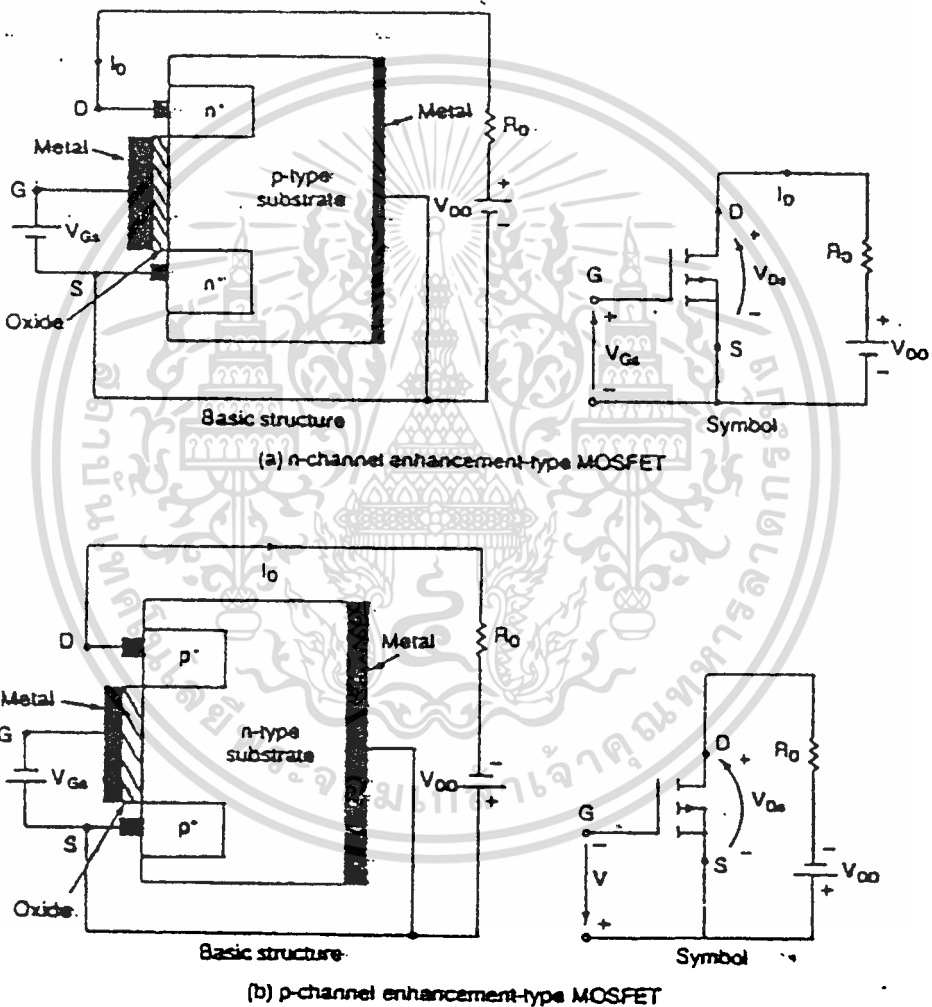 I_D
D
n⁺
Metal
Metal
R_D
G
p-type
substrate
V_GS
V_DD
+
-
S
n⁺
Oxide
Basic structure
I_D
D
+
R_D
G
V_DS
-
+
V_GS
-
S
+
V_DD
-
Symbol
(a) n-channel enhancement-type MOSFET
I_D
D
p⁺
Metal
R_D
Metal
G
n-type
substrate
V_GS
V_DD
-
+
S
p⁺
Oxide
Basic structure
D
+
R_D
G
V_DS
-
-
V
+
S
-
V_DD
+
Symbol
(b) p-channel enhancement-type MOSFET